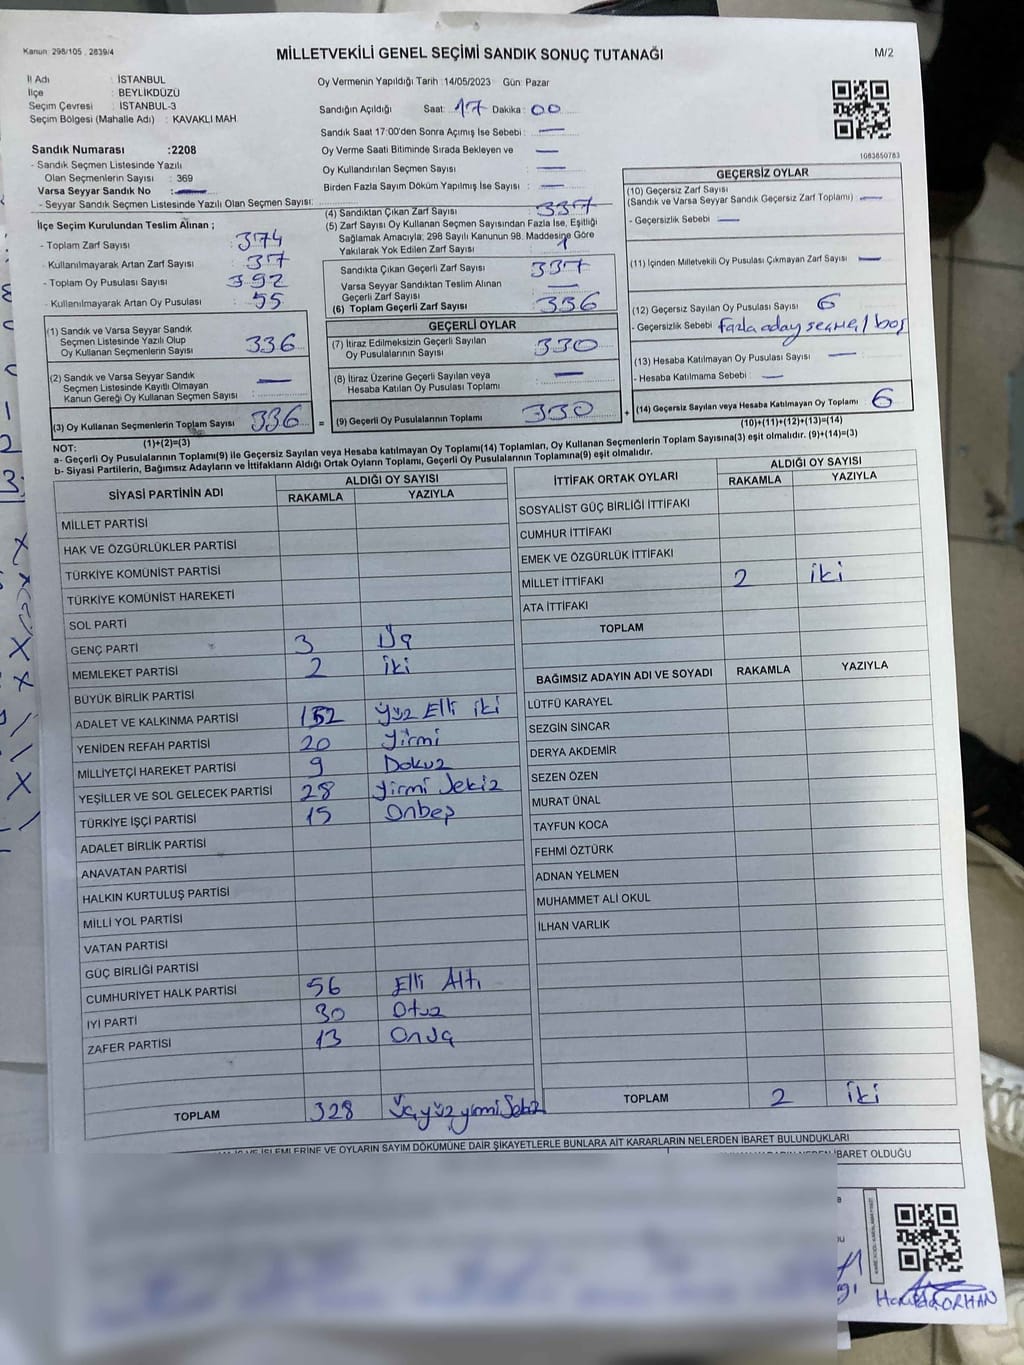 Kanun: 298/105 , 2839/4
MİLLETVEKİLİ GENEL SEÇİMİ SANDIK SONUÇ TUTANAĞI
M/2
İl Adı : İSTANBUL
İlçe : BEYLİKDÜZÜ
Seçim Çevresi : İSTANBUL-3
Seçim Bölgesi (Mahalle Adı) : KAVAKLI MAH.
Oy Vermenin Yapıldığı Tarih : 14/05/2023 Gün: Pazar
Sandığın Açıldığı Saat: 17 Dakika : 00
Sandık Saat 17:00'den Sonra Açımış İse Sebebi : —
Oy Verme Saati Bitiminde Sırada Bekleyen ve —
Oy Kullandırılan Seçmen Sayısı : —
Birden Fazla Sayım Döküm Yapılmış İse Sayısı : —
1083850783
Sandık Numarası :2208
- Sandık Seçmen Listesinde Yazılı
Olan Seçmenlerin Sayısı : 369
Varsa Seyyar Sandık No : —
- Seyyar Sandık Seçmen Listesinde Yazılı Olan Seçmen Sayısı:
İlçe Seçim Kurulundan Teslim Alınan ;
- Toplam Zarf Sayısı : 374
- Kullanılmayarak Artan Zarf Sayısı : 37
- Toplam Oy Pusulası Sayısı : 392
- Kullanılmayarak Artan Oy Pusulası : 55
(1) Sandık ve Varsa Seyyar Sandık
Seçmen Listesinde Yazılı Olup
Oy Kullanan Seçmenlerin Sayısı 336
(2) Sandık ve Varsa Seyyar Sandık
Seçmen Listesinde Kayıtlı Olmayan
Kanun Gereği Oy Kullanan Seçmen Sayısı —
(3) Oy Kullanan Seçmenlerin Toplam Sayısı 336
(1)+(2)=(3)
(4) Sandıktan Çıkan Zarf Sayısı 337
(5) Zarf Sayısı Oy Kullanan Seçmen Sayısından Fazla İse, Eşitliği
Sağlamak Amacıyla; 298 Sayılı Kanunun 98. Maddesine Göre
Yakılarak Yok Edilen Zarf Sayısı : 1
Sandıkta Çıkan Geçerli Zarf Sayısı 337
Varsa Seyyar Sandıktan Teslim Alınan
Geçerli Zarf Sayısı —
(6) Toplam Geçerli Zarf Sayısı 336
GEÇERLİ OYLAR
(7) İtiraz Edilmeksizin Geçerli Sayılan
Oy Pusulalarının Sayısı 330
(8) İtiraz Üzerine Geçerli Sayılan veya
Hesaba Katılan Oy Pusulası Toplamı —
= (9) Geçerli Oy Pusulalarının Toplamı 330
GEÇERSİZ OYLAR
(10) Geçersiz Zarf Sayısı
(Sandık ve Varsa Seyyar Sandık Geçersiz Zarf Toplamı) —
- Geçersizlik Sebebi —
(11) İçinden Milletvekili Oy Pusulası Çıkmayan Zarf Sayısı —
(12) Geçersiz Sayılan Oy Pusulası Sayısı 6
- Geçersizlik Sebebi fazla aday seçme / boş
(13) Hesaba Katılmayan Oy Pusulası Sayısı —
- Hesaba Katılmama Sebebi : —
+ (14) Geçersiz Sayılan veya Hesaba Katılmayan Oy Toplamı 6
(10)+(11)+(12)+(13)=(14)
NOT:
a- Geçerli Oy Pusulasının Toplamı(9) ile Geçersiz Sayılan veya Hesaba katılmayan Oy Toplamı(14) Toplamları, Oy Kullanan Seçmenlerin Toplam Sayısına(3) eşit olmalıdır. (9)+(14)=(3)
b- Siyasi Partilerin, Bağımsız Adayların ve İttifakların Aldığı Ortak Oyların Toplamı, Geçerli Oy Pusulalarının Toplamına(9) eşit olmalıdır.
SİYASİ PARTİNİN ADI ALDIĞI OY SAYISI
RAKAMLA YAZIYLA
MİLLET PARTİSİ
HAK VE ÖZGÜRLÜKLER PARTİSİ
TÜRKİYE KOMÜNİST PARTİSİ
TÜRKİYE KOMÜNİST HAREKETİ
SOL PARTİ
GENÇ PARTİ 3 Üç
MEMLEKET PARTİSİ 2 iki
BÜYÜK BİRLİK PARTİSİ
ADALET VE KALKINMA PARTİSİ 152 Yüz Elli iki
YENİDEN REFAH PARTİSİ 20 Yirmi
MİLLİYETÇİ HAREKET PARTİSİ 9 Dokuz
YEŞİLLER VE SOL GELECEK PARTİSİ 28 Yirmi Sekiz
TÜRKİYE İŞÇİ PARTİSİ 15 Onbeş
ADALET BİRLİK PARTİSİ
ANAVATAN PARTİSİ
HALKIN KURTULUŞ PARTİSİ
MİLLİ YOL PARTİSİ
VATAN PARTİSİ
GÜÇ BİRLİĞİ PARTİSİ
CUMHURİYET HALK PARTİSİ 56 Elli Altı
İYİ PARTİ 30 Otuz
ZAFER PARTİSİ 13 Onüç
TOPLAM 328 Üçyüz yirmi Sekiz
İTTİFAK ORTAK OYLARI ALDIĞI OY SAYISI
RAKAMLA YAZIYLA
SOSYALİST GÜÇ BİRLİĞİ İTTİFAKI
CUMHUR İTTİFAKI
EMEK VE ÖZGÜRLÜK İTTİFAKI
MİLLET İTTİFAKI 2 iki
ATA İTTİFAKI
TOPLAM
BAĞIMSIZ ADAYIN ADI VE SOYADI RAKAMLA YAZIYLA
LÜTFÜ KARAYEL
SEZGİN SİNCAR
DERYA AKDEMİR
SEZEN ÖZEN
MURAT ÜNAL
TAYFUN KOCA
FEHMİ ÖZTÜRK
ADNAN YELMEN
MUHAMMET ALİ OKUL
İLHAN VARLIK
TOPLAM 2 iki
İŞLEMLERİNE VE OYLARIN SAYIM DÖKÜMÜNE DAİR ŞİKAYETLERLE BUNLARA AİT KARARLARIN NELERDEN İBARET BULUNDUKLARI
İBARET OLDUĞU
ORHAN